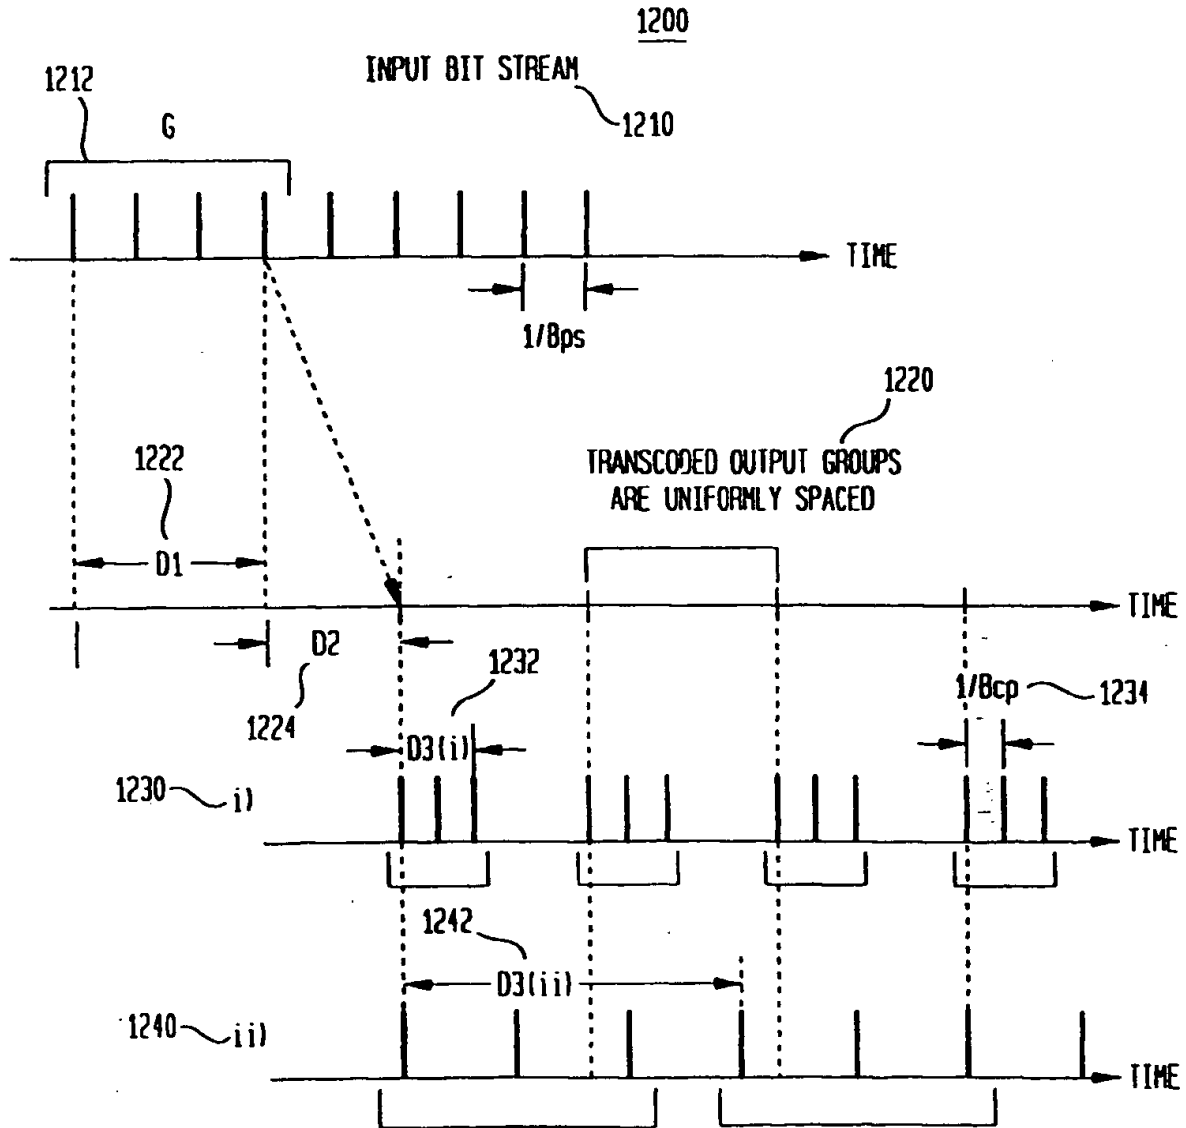 1200
INPUT BIT STREAM
1210
1212
G
TIME
1/Bps
1220
TRANSCODED OUTPUT GROUPS
ARE UNIFORMLY SPACED
1222
D1
TIME
D2
1224
1232
D3(i)
1/Bcp
1234
1230
i)
TIME
1242
D3(ii)
1240
ii)
TIME